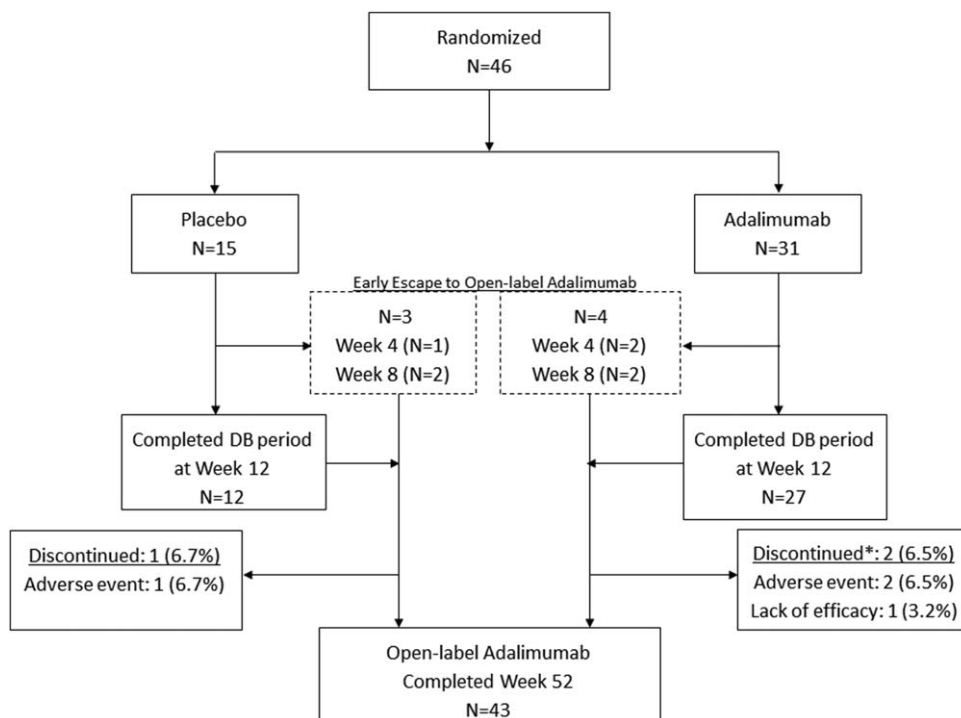 Randomized
N=46
Placebo
N=15
Adalimumab
N=31
Early Escape to Open-label Adalimumab
N=3
Week 4 (N=1)
Week 8 (N=2)
N=4
Week 4 (N=2)
Week 8 (N=2)
Completed DB period
at Week 12
N=12
Completed DB period
at Week 12
N=27
Discontinued: 1 (6.7%)
Adverse event: 1 (6.7%)
Discontinued*: 2 (6.5%)
Adverse event: 2 (6.5%)
Lack of efficacy: 1 (3.2%)
Open-label Adalimumab
Completed Week 52
N=43